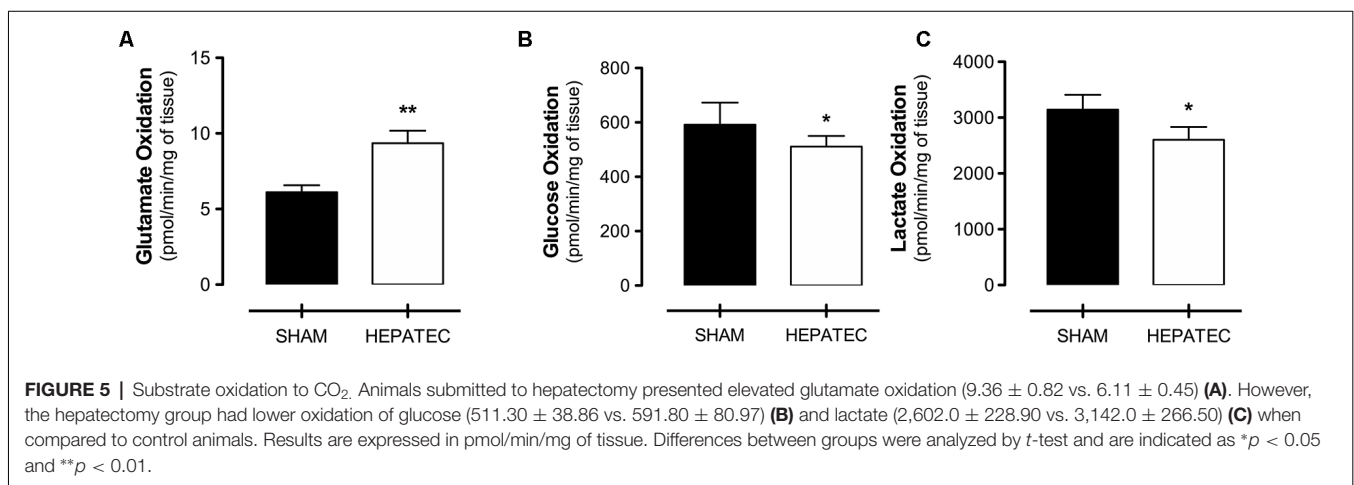 A
Glutamate Oxidation
(pmol/min/mg of tissue)
15
10
5
0
**
SHAM HEPATEC
B
Glucose Oxidation
(pmol/min/mg of tissue)
800
600
400
200
0
*
SHAM HEPATEC
C
Lactate Oxidation
(pmol/min/mg of tissue)
4000
3000
2000
1000
0
*
SHAM HEPATEC
FIGURE 5 | Substrate oxidation to CO₂. Animals submitted to hepatectomy presented elevated glutamate oxidation (9.36 ± 0.82 vs. 6.11 ± 0.45) (A). However,
the hepatectomy group had lower oxidation of glucose (511.30 ± 38.86 vs. 591.80 ± 80.97) (B) and lactate (2,602.0 ± 228.90 vs. 3,142.0 ± 266.50) (C) when
compared to control animals. Results are expressed in pmol/min/mg of tissue. Differences between groups were analyzed by t-test and are indicated as *p < 0.05
and **p < 0.01.